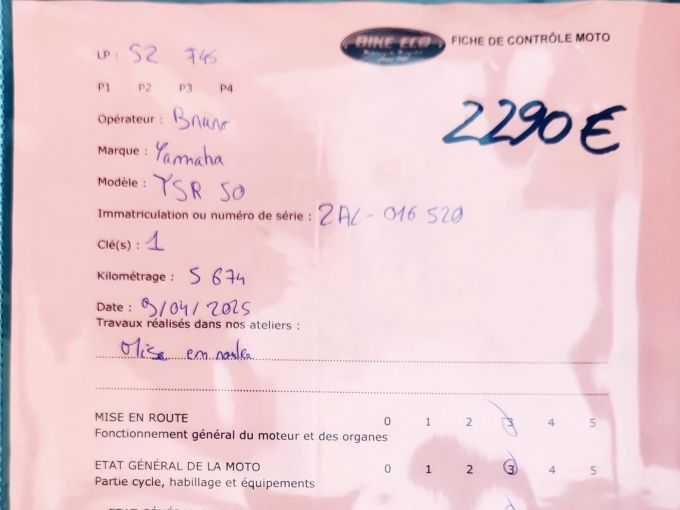 BIKE-ECO
FICHE DE CONTRÔLE MOTO
LP : 52 746
P1 P2 P3 P4
2290€
Opérateur : Bruno
Marque : Yamaha
Modèle : YSR 50
Immatriculation ou numéro de série : 2AL-016 520
Clé(s) : 1
Kilométrage : 5 674
Date : 9/04/2025
Travaux réalisés dans nos ateliers :
Mise en route
MISE EN ROUTE 0 1 2 3 4 5
Fonctionnement général du moteur et des organes
ETAT GÉNÉRAL DE LA MOTO 0 1 2 3 4 5
Partie cycle, habillage et équipements